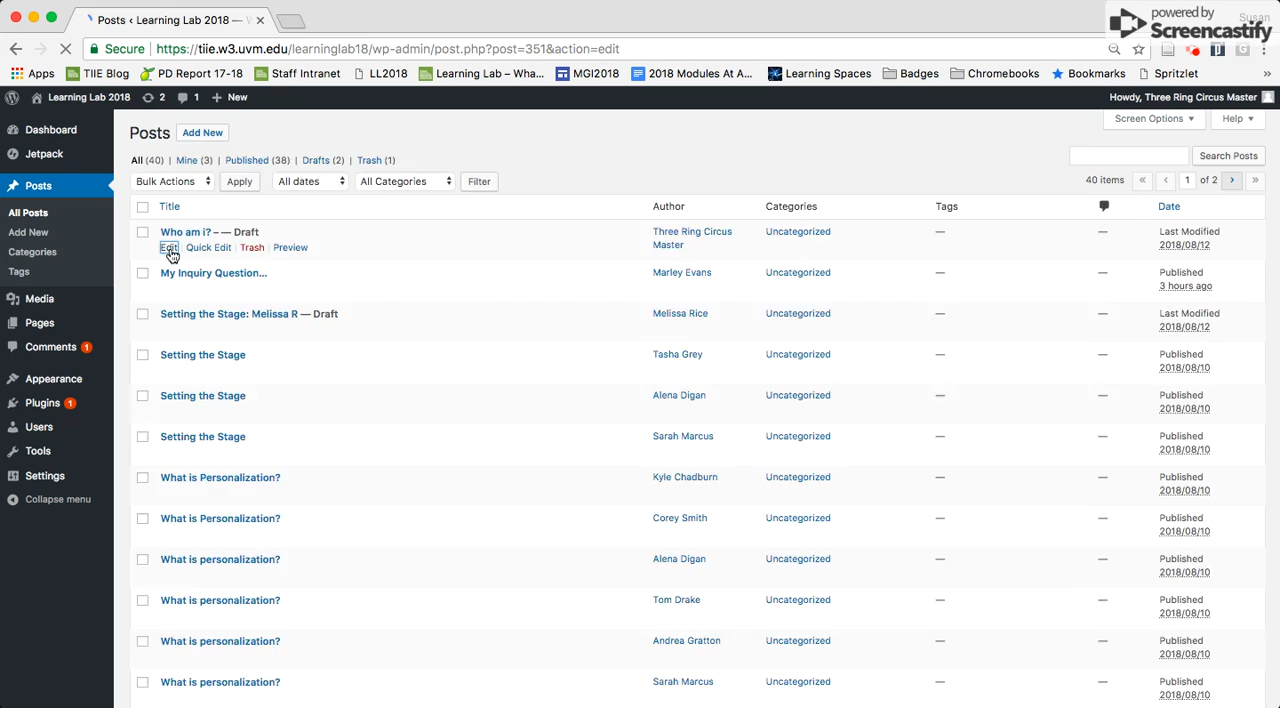 Posts ‹ Learning Lab 2018 —
Susan
powered by
Screencastify
Secure https://tiie.w3.uvm.edu/learninglab18/wp-admin/post.php?post=351&action=edit
Apps TIIE Blog PD Report 17-18 Staff Intranet LL2018 Learning Lab – Wha... MGI2018 2018 Modules At A... Learning Spaces Badges Chromebooks Bookmarks Spritzlet »
Learning Lab 2018 2 1 + New Howdy, Three Ring Circus Master
Screen Options ▼ Help ▼
Dashboard
Jetpack
Posts
All Posts
Add New
Categories
Tags
Media
Pages
Comments 1
Appearance
Plugins 1
Users
Tools
Settings
Collapse menu
Posts Add New
All (40) | Mine (3) | Published (38) | Drafts (2) | Trash (1)
Search Posts
Bulk Actions Apply All dates All Categories Filter 40 items « ‹ 1 of 2 › »
Title Author Categories Tags Date
Who am i? – — Draft Three Ring Circus Master Uncategorized — — Last Modified 2018/08/12
Edit Quick Edit | Trash | Preview
My Inquiry Question... Marley Evans Uncategorized — — Published 3 hours ago
Setting the Stage: Melissa R — Draft Melissa Rice Uncategorized — — Last Modified 2018/08/12
Setting the Stage Tasha Grey Uncategorized — — Published 2018/08/10
Setting the Stage Alena Digan Uncategorized — — Published 2018/08/10
Setting the Stage Sarah Marcus Uncategorized — — Published 2018/08/10
What is Personalization? Kyle Chadburn Uncategorized — — Published 2018/08/10
What is Personalization? Corey Smith Uncategorized — — Published 2018/08/10
What is personalization? Alena Digan Uncategorized — — Published 2018/08/10
What is personalization? Tom Drake Uncategorized — — Published 2018/08/10
What is personalization? Andrea Gratton Uncategorized — — Published 2018/08/10
What is personalization? Sarah Marcus Uncategorized — — Published 2018/08/10